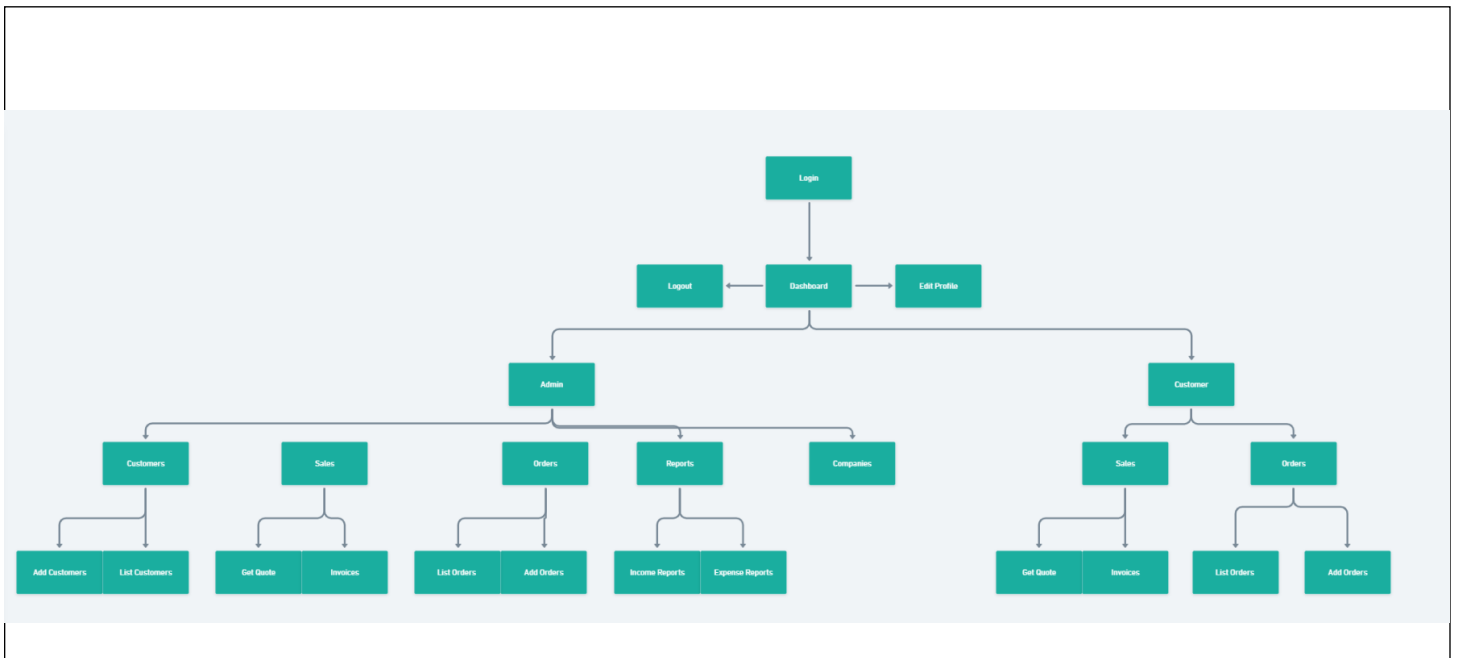 Login
Logout
Dashboard
Edit Profile
Admin
Customer
Customers
Sales
Orders
Reports
Companies
Sales
Orders
Add Customers
List Customers
Get Quote
Invoices
List Orders
Add Orders
Income Reports
Expense Reports
Get Quote
Invoices
List Orders
Add Orders